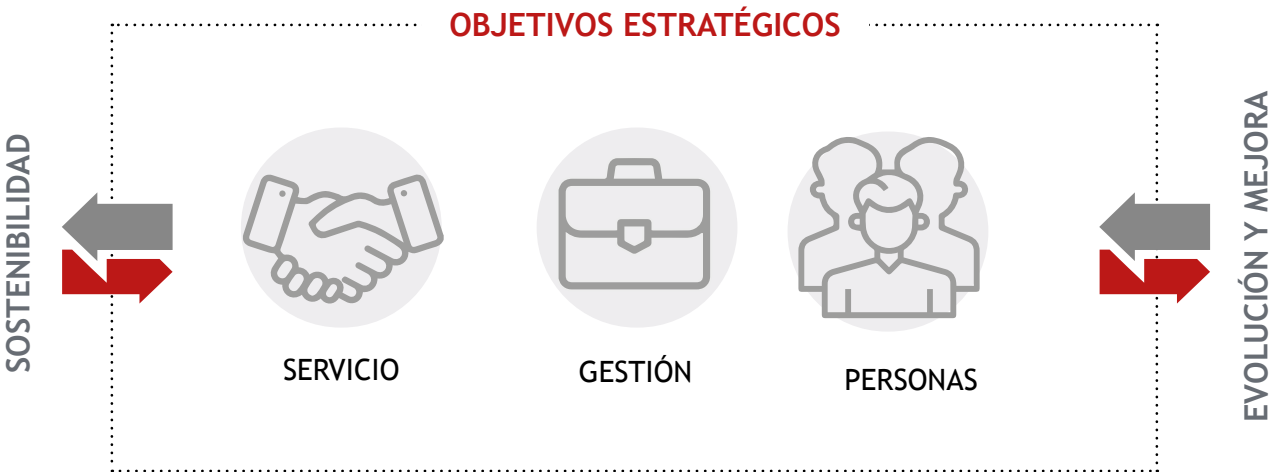 OBJETIVOS ESTRATÉGICOS
SOSTENIBILIDAD
SERVICIO
GESTIÓN
PERSONAS
EVOLUCIÓN Y MEJORA